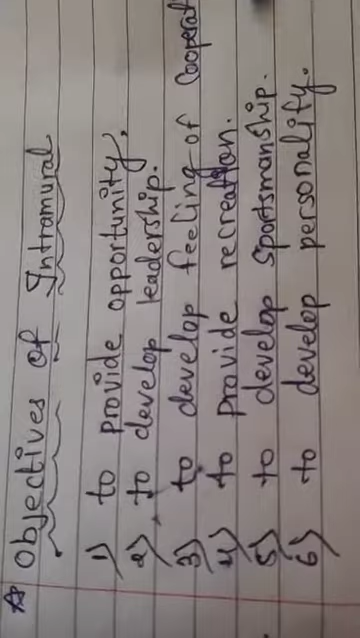 ☆ Objectives of Intramural
1) to provide opportunity.
2) to develop leadership.
3) to develop feeling of Cooperat
4) to provide recreation.
5) to develop sportsmanship.
6) to develop personality.